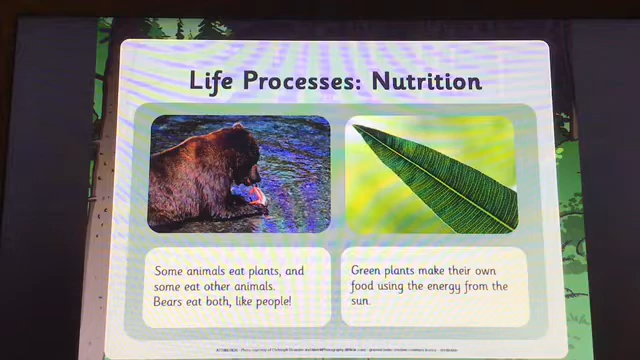 Life Processes: Nutrition
Some animals eat plants, and
some eat other animals.
Bears eat both, like people!
Green plants make their own
food using the energy from the
sun.